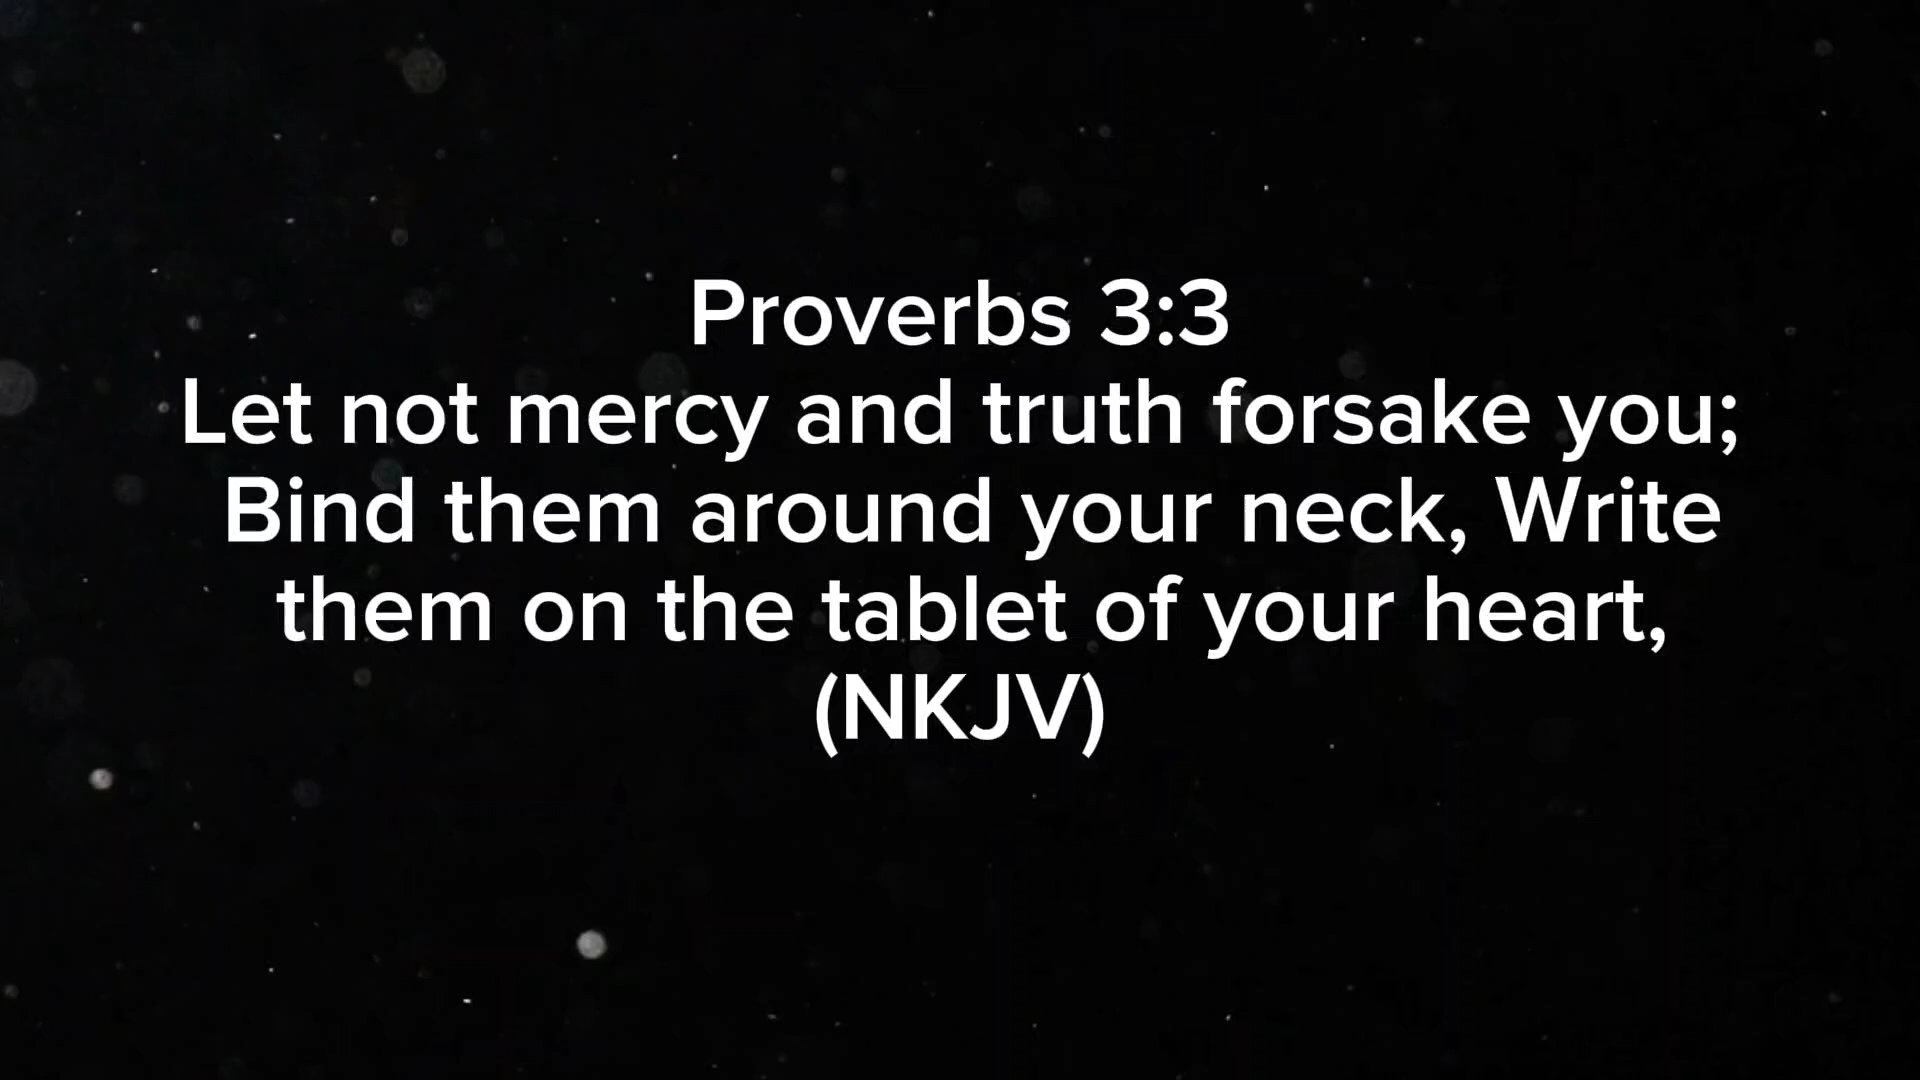 Proverbs 3:3
Let not mercy and truth forsake you;
Bind them around your neck, Write
them on the tablet of your heart,
(NKJV)